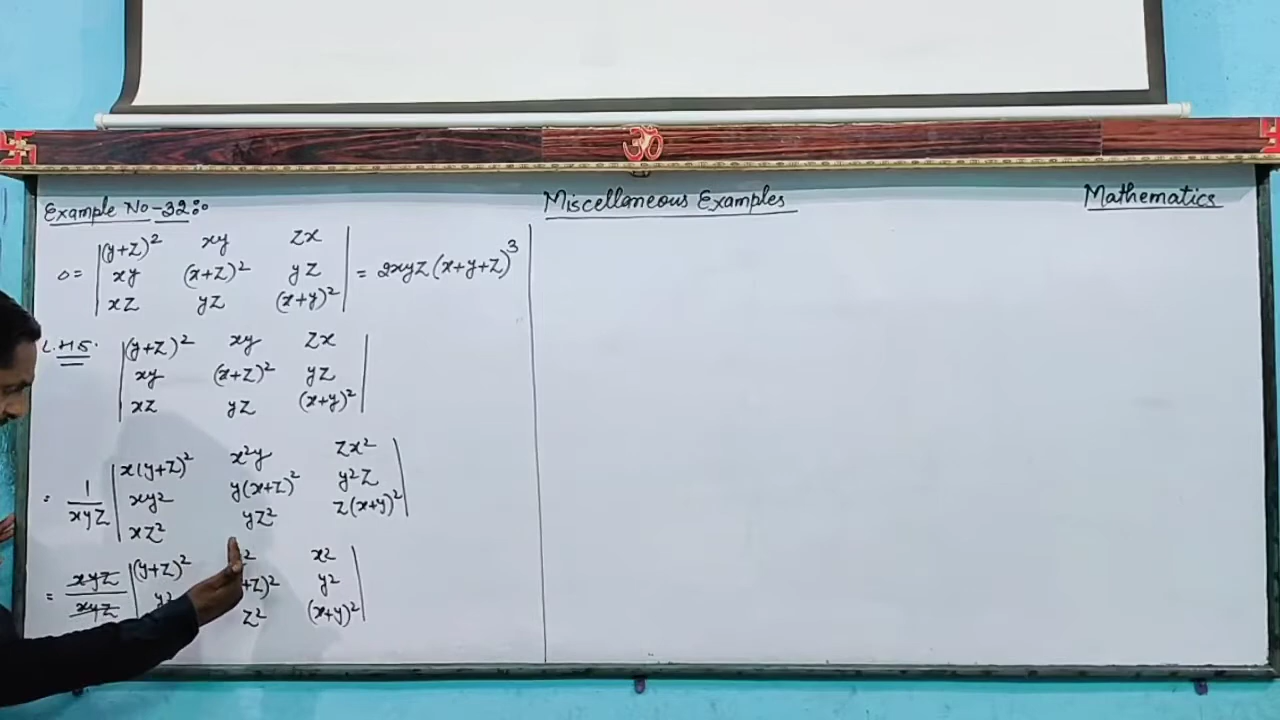 Example No-32:
Miscellaneous Examples
Mathematics
(y+z)² xy zx
△= xy (x+z)² yz = 2xyz(x+y+z)³
xz yz (x+y)²
L.H.S. (y+z)² xy zx
xy (x+z)² yz
xz yz (x+y)²
x(y+z)² x²y zx²
= 1/xyz xy² y(x+z)² y²z
xz² yz² z(x+y)²
= xyz/xyz (y+z)² x²
y² +z)² y²
z² (x+y)²
ॐ